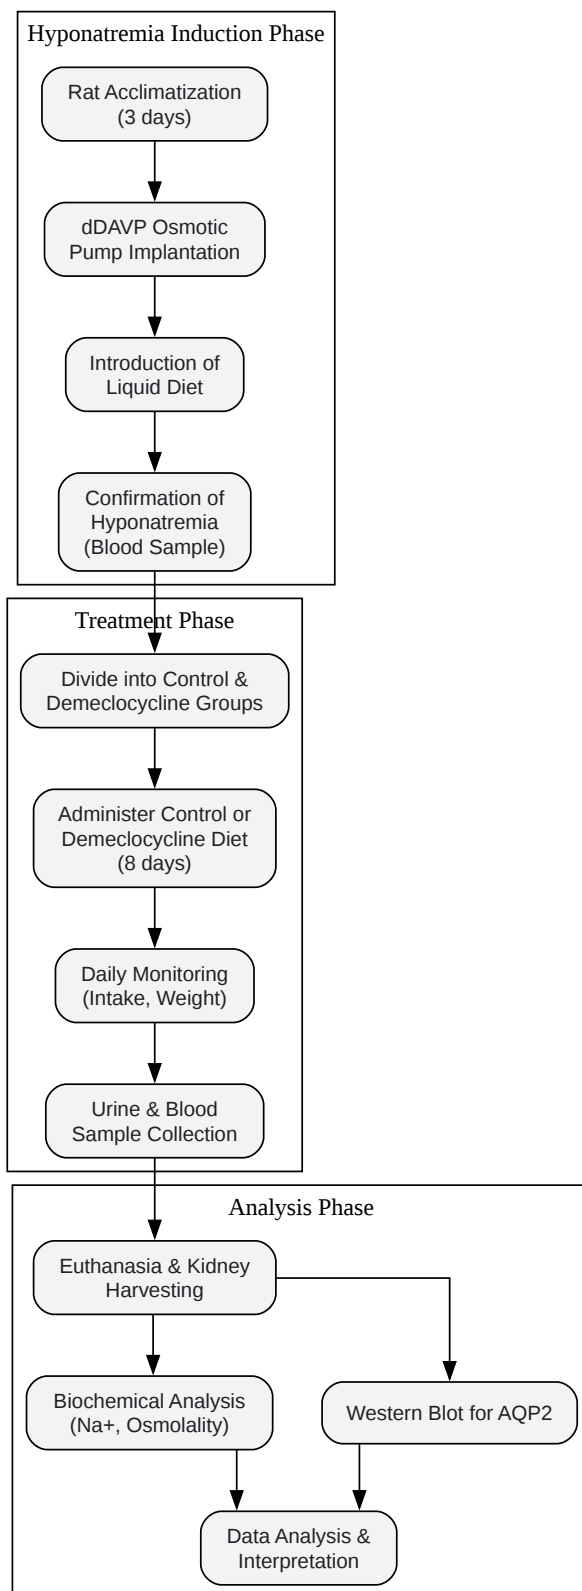 Hyponatremia Induction Phase
Rat Acclimatization
(3 days)
dDAVP Osmotic
Pump Implantation
Introduction of
Liquid Diet
Confirmation of
Hyponatremia
(Blood Sample)
Treatment Phase
Divide into Control &
Demeclocycline Groups
Administer Control or
Demeclocycline Diet
(8 days)
Daily Monitoring
(Intake, Weight)
Urine & Blood
Sample Collection
Analysis Phase
Euthanasia & Kidney
Harvesting
Biochemical Analysis
(Na+, Osmolality)
Western Blot for AQP2
Data Analysis &
Interpretation